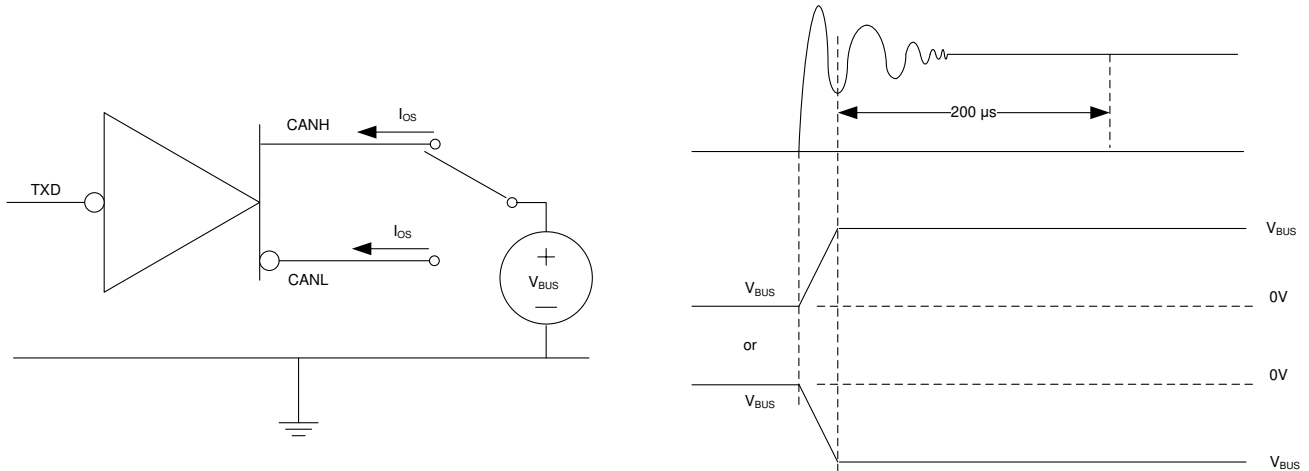 TXD
CANH
I_OS
I_OS
CANL
+
V_BUS
—
200 µs
V_BUS
V_BUS
0V
or
0V
V_BUS
V_BUS